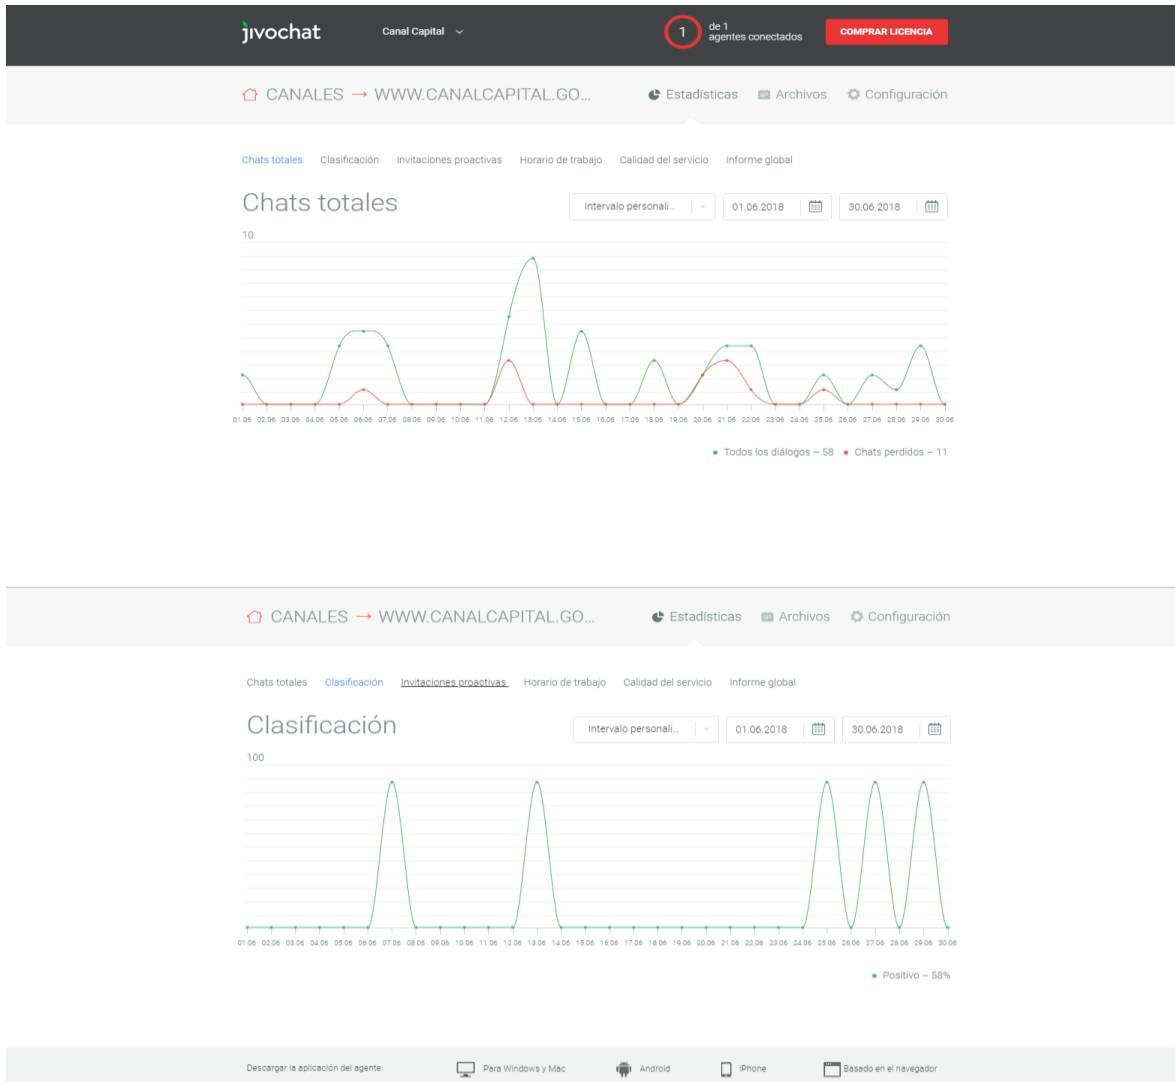 jivochat
Canal Capital
1
de 1
agentes conectados
COMPRAR LICENCIA
CANALES → WWW.CANALCAPITAL.GO...
Estadísticas
Archivos
Configuración
Chats totales Clasificación Invitaciones proactivas Horario de trabajo Calidad del servicio Informe global
Chats totales
Intervalo personali...
01.06.2018
30.06.2018
10
01.06 02.06 03.06 04.06 05.06 06.06 07.06 08.06 09.06 10.06 11.06 12.06 13.06 14.06 15.06 16.06 17.06 18.06 19.06 20.06 21.06 22.06 23.06 24.06 25.06 26.06 27.06 28.06 29.06 30.06
Todos los diálogos – 58 Chats perdidos – 11
CANALES → WWW.CANALCAPITAL.GO...
Estadísticas
Archivos
Configuración
Chats totales Clasificación Invitaciones proactivas Horario de trabajo Calidad del servicio Informe global
Clasificación
Intervalo personali...
01.06.2018
30.06.2018
100
01.06 02.06 03.06 04.06 05.06 06.06 07.06 08.06 09.06 10.06 11.06 12.06 13.06 14.06 15.06 16.06 17.06 18.06 19.06 20.06 21.06 22.06 23.06 24.06 25.06 26.06 27.06 28.06 29.06 30.06
Positivo – 58%
Descargar la aplicación del agente: Para Windows y Mac Android iPhone Basado en el navegador